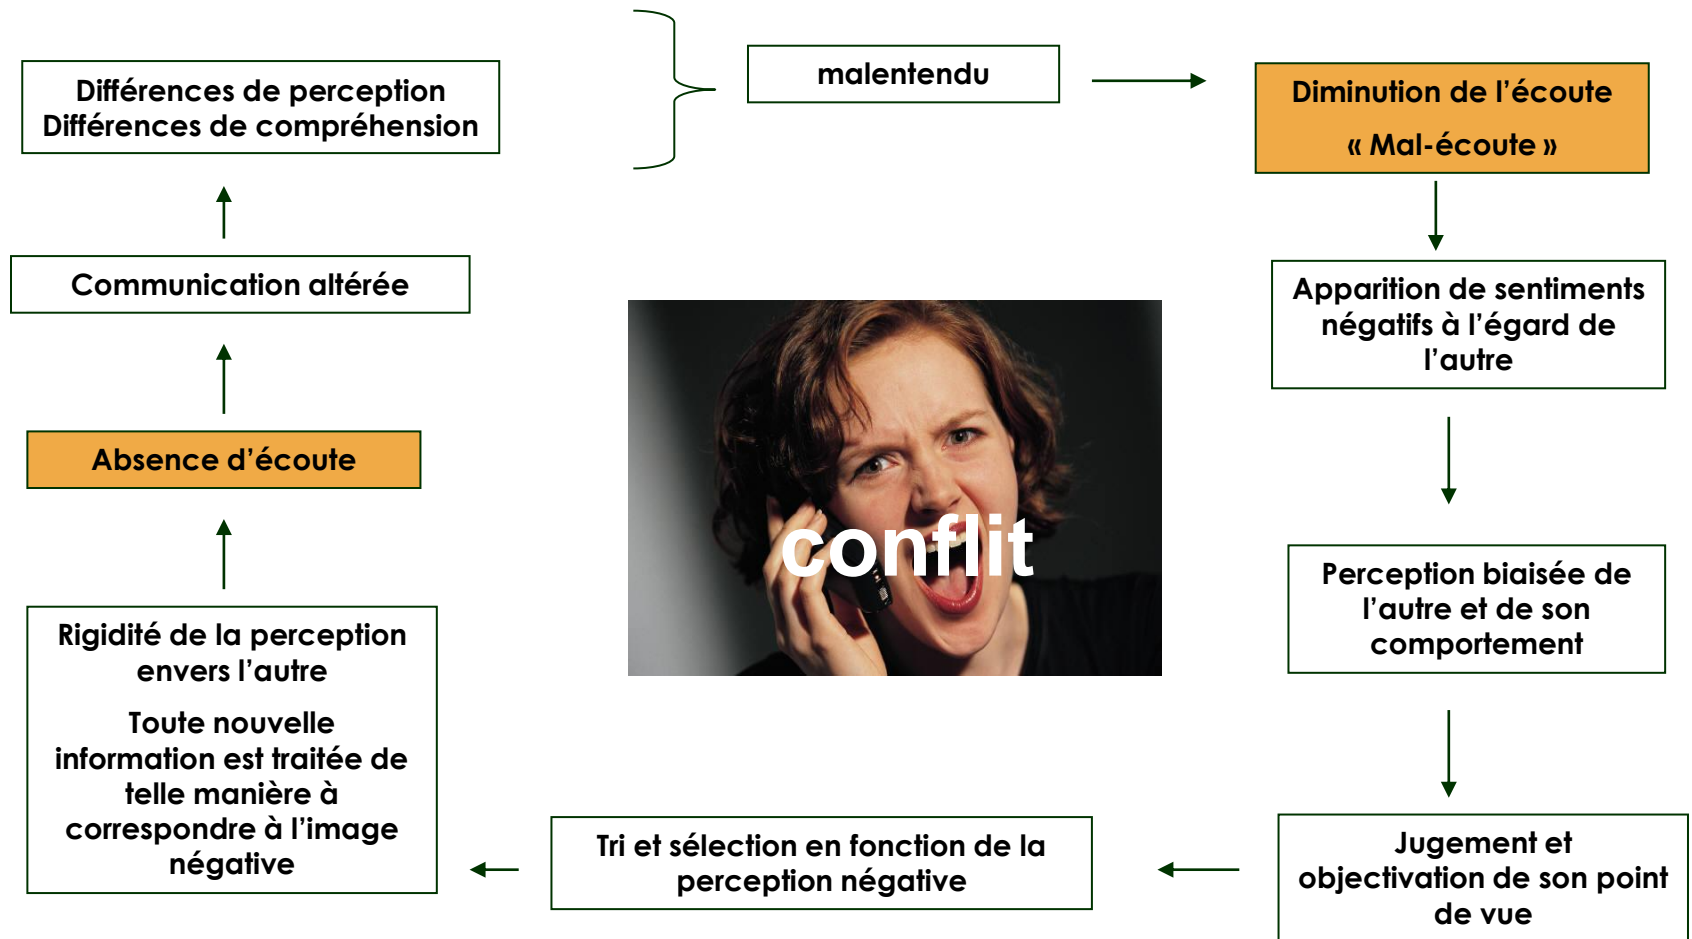 Différences de perception
Différences de compréhension
malentendu
Diminution de l’écoute
« Mal-écoute »
Apparition de sentiments
négatifs à l’égard de
l’autre
Perception biaisée de
l’autre et de son
comportement
Jugement et
objectivation de son point
de vue
Tri et sélection en fonction de la
perception négative
Rigidité de la perception
envers l’autre
Toute nouvelle
information est traitée de
telle manière à
correspondre à l’image
négative
Absence d’écoute
Communication altérée
conflit